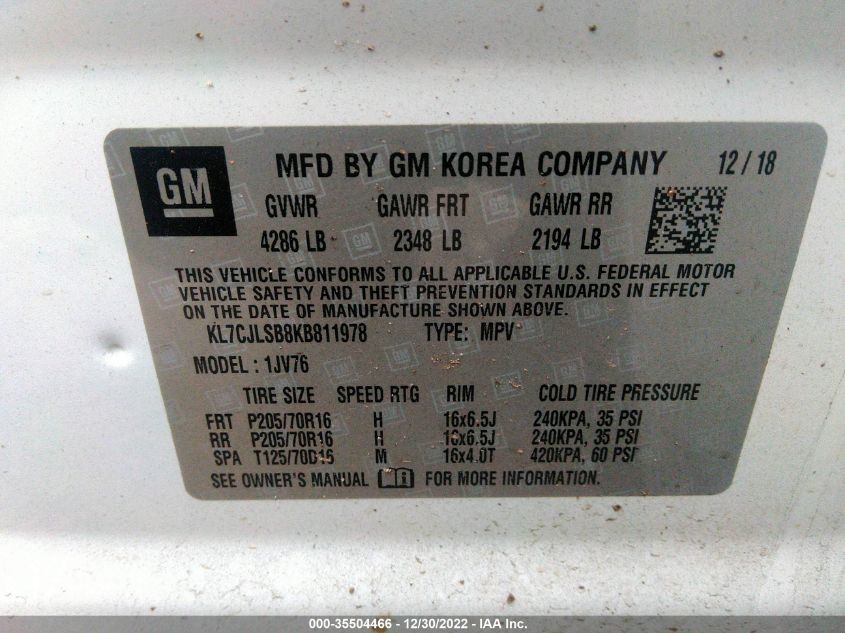 GM MFD BY GM KOREA COMPANY 12/18
GVWR GAWR FRT GAWR RR
4286 LB 2348 LB 2194 LB
THIS VEHICLE CONFORMS TO ALL APPLICABLE U.S. FEDERAL MOTOR
VEHICLE SAFETY AND THEFT PREVENTION STANDARDS IN EFFECT
ON THE DATE OF MANUFACTURE SHOWN ABOVE.
KL7CJLSB8KB811978 TYPE: MPV
MODEL: 1JV76
TIRE SIZE SPEED RTG RIM COLD TIRE PRESSURE
FRT P205/70R16 H 16x6.5J 240KPA, 35 PSI
RR P205/70R16 H 16x6.5J 240KPA, 35 PSI
SPA T125/70D16 M 16x4.0T 420KPA, 60 PSI
SEE OWNER'S MANUAL FOR MORE INFORMATION.
000-35504466 - 12/30/2022 - IAA Inc.